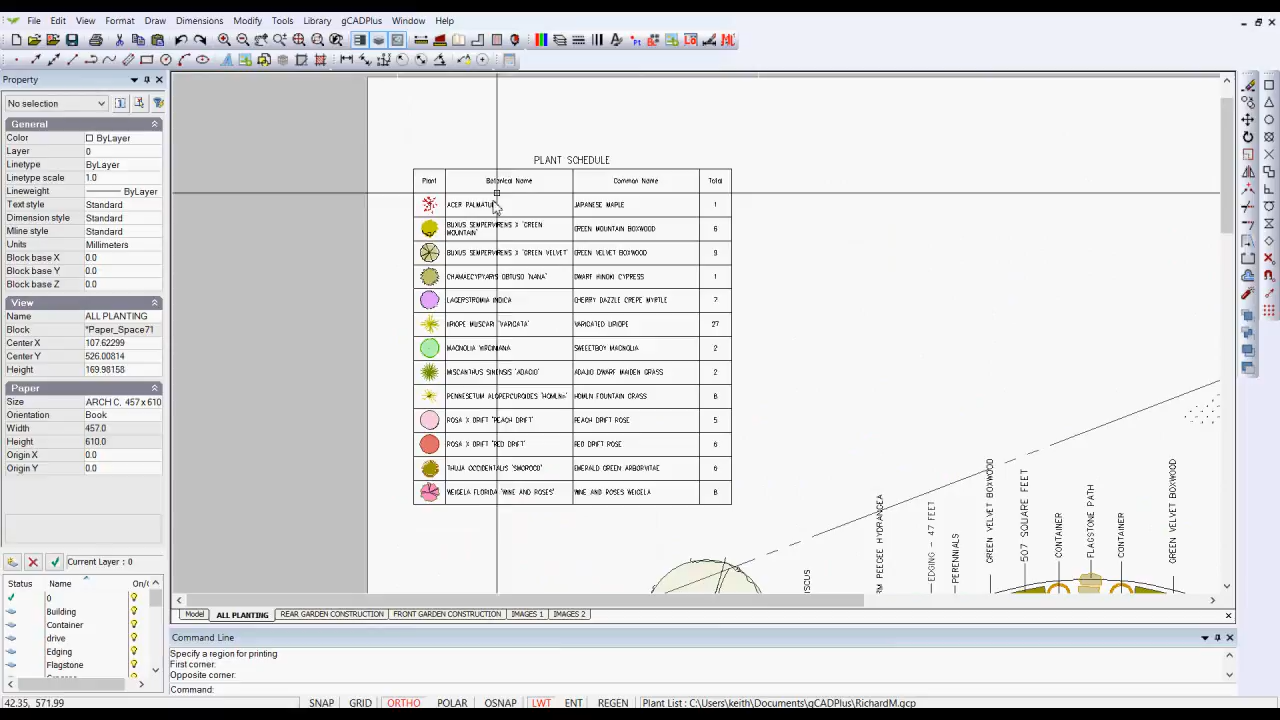 File Edit View Format Draw Dimensions Modify Tools Library gCADPlus Window Help
Property
No selection
General
Color ByLayer
Layer 0
Linetype ByLayer
Linetype scale 1.0
Lineweight ByLayer
Text style Standard
Dimension style Standard
Mline style Standard
Units Millimeters
Block base X 0.0
Block base Y 0.0
Block base Z 0.0
View
Name ALL PLANTING
Block *Paper_Space71
Center X 107.62299
Center Y 526.00814
Height 169.98158
Paper
Size ARCH C, 457 x 610
Orientation Book
Width 457.0
Height 610.0
Origin X 0.0
Origin Y 0.0
Current Layer : 0
Status Name On/(
0
Building
Container
drive
Edging
Flagstone
PLANT SCHEDULE
Plant Botanical Name Common Name Total
ACER PALMATUM JAPANESE MAPLE 1
BUXUS SEMPERVIRENS X 'GREEN
MOUNTAIN' GREEN MOUNTAIN BOXWOOD 6
BUXUS SEMPERVIRENS X 'GREEN VELVET' GREEN VELVET BOXWOOD 9
CHAMAECYPYARIS OBTUSO 'NANA' DWARF HINOKI CYPRESS 1
LAGERSTROMIA INDICA CHERRY DAZZLE CREPE MYRTLE 7
LIRIOPE MUSCARI 'VARICATA' VARICATED LIRIOPE 27
MAGNOLIA VIRGINIANA SWEEETBOY MAGNOLIA 2
MISCANTHUS SINENSIS 'ADAGIO' ADAJIO DWARF MAIDEN GRASS 2
PENNESETUM ALOPERCUROIDES 'HOMLN' HOMLN FOUNTAIN GRASS 8
ROSA X DRIFT 'PEACH DRIFT' PEACH DRIFT ROSE 5
ROSA X DRIFT 'RED DRIFT' RED DRIFT ROSE 6
THUJA OCCIDENTALIS 'SMOROCO' EMERALD GREEN ARBORVITAE 6
WEIGELA FLORIDA 'WINE AND ROSES' WINE AND ROSES WEIGELA 8
PEEGEE HYDRANGEA
EDGING - 47 FEET
PERENNIALS
GREEN VELVET BOXWOOD
507 SQUARE FEET
CONTAINER
FLAGSTONE PATH
CONTAINER
GREEN VELVET BOXWOOD
Model ALL PLANTING REAR GARDEN CONSTRUCTION FRONT GARDEN CONSTRUCTION IMAGES 1 IMAGES 2
Command Line
Specify a region for printing
First corner:
Opposite corner:
Command:
42.35, 571.99 SNAP GRID ORTHO POLAR OSNAP LWT ENT REGEN Plant List : C:\Users\keith\Documents\gCADPlus\RichardM.gcp